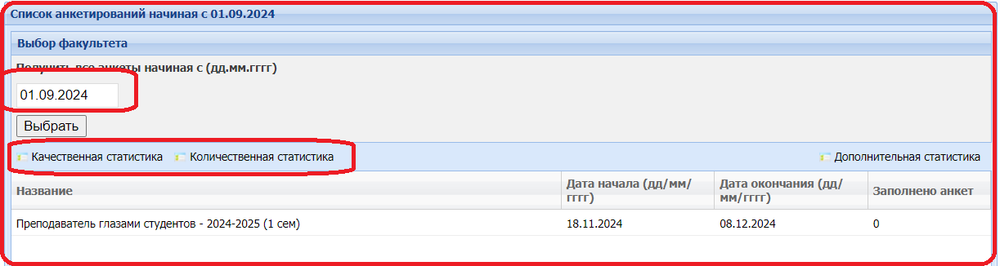 Список анкетирований начиная с 01.09.2024
Выбор факультета
Получить все анкеты начиная с (дд.мм.гггг)
01.09.2024
Выбрать
Качественная статистика Количественная статистика Дополнительная статистика
Название Дата начала (дд/мм/гггг) Дата окончания (дд/мм/гггг) Заполнено анкет
Преподаватель глазами студентов - 2024-2025 (1 сем) 18.11.2024 08.12.2024 0